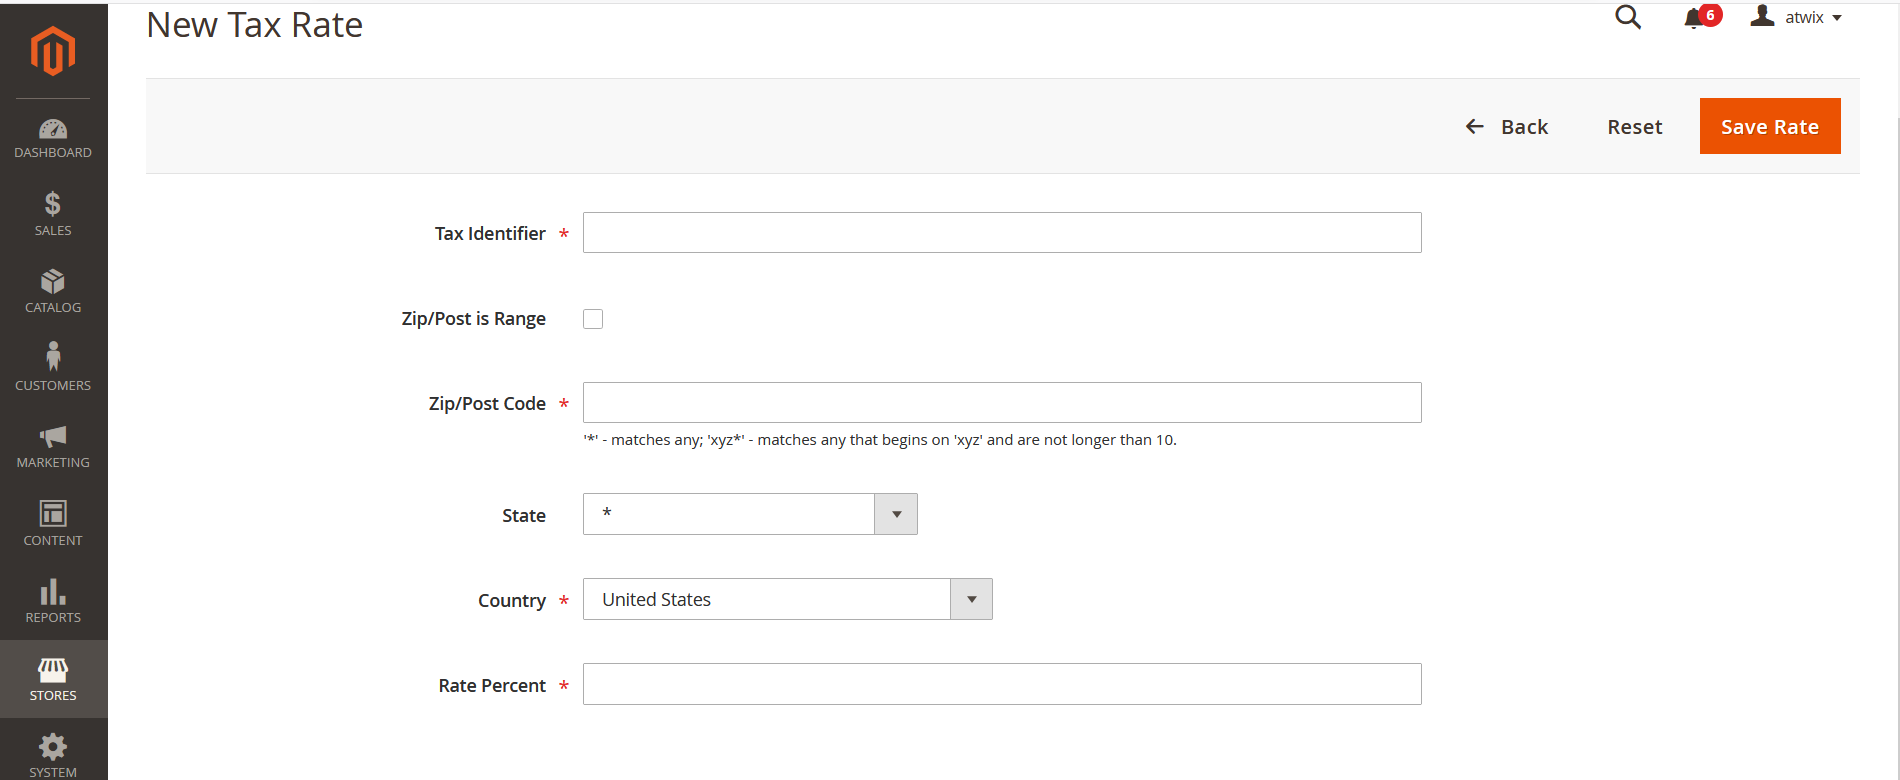 New Tax Rate
6
atwix
Back
Reset
Save Rate
DASHBOARD
SALES
CATALOG
CUSTOMERS
MARKETING
CONTENT
REPORTS
STORES
SYSTEM
Tax Identifier *
Zip/Post is Range
Zip/Post Code *
'*' - matches any; 'xyz*' - matches any that begins on 'xyz' and are not longer than 10.
State *
Country * United States
Rate Percent *